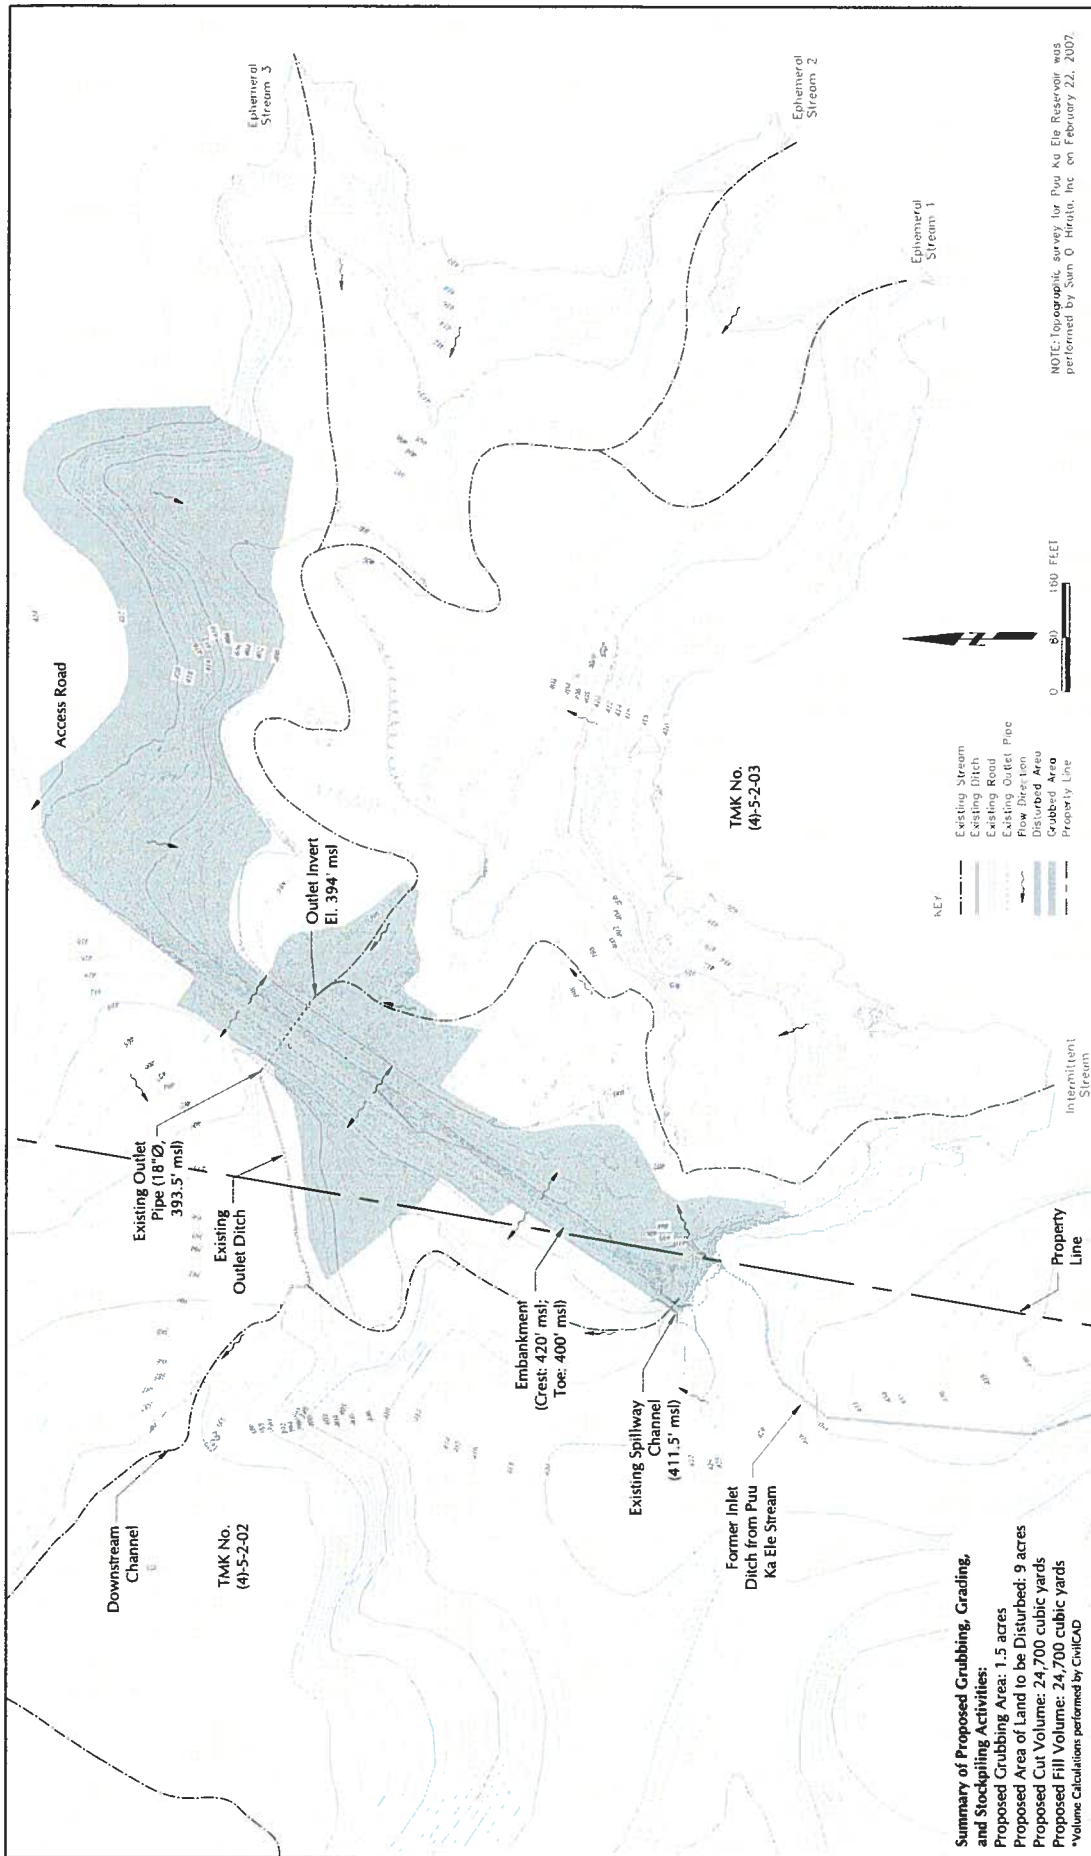 Ephemeral
Stream 3
Ephemeral
Stream 2
Ephemeral
Stream 1
NOTE: Topographic survey for Puu Ka Ele Reservoir was
performed by Sam O Hirota, Inc on February 22, 2007.
Access Road
Outlet Invert
El. 394' msl
TMK No.
(4)-5-2-03
Existing Outlet
Pipe (18"Ø,
393.5' msl)
Existing
Outlet Ditch
Embankment
(Crest: 420' msl;
Toe: 400' msl)
Existing Spillway
Channel
(411.5' msl)
Downstream
Channel
TMK No.
(4)-5-2-02
Former Inlet
Ditch from Puu
Ka Ele Stream
Property
Line
Intermittent
Stream
KEY
Existing Stream
Existing Ditch
Existing Road
Existing Outlet Pipe
Flow Direction
Disturbed Area
Grubbed Area
Property Line
0 80 160 FEET
Summary of Proposed Grubbing, Grading,
and Stockpiling Activities:
Proposed Grubbing Area: 1.5 acres
Proposed Area of Land to be Disturbed: 9 acres
Proposed Cut Volume: 24,700 cubic yards
Proposed Fill Volume: 24,700 cubic yards
*Volume Calculations performed by CivilCAD